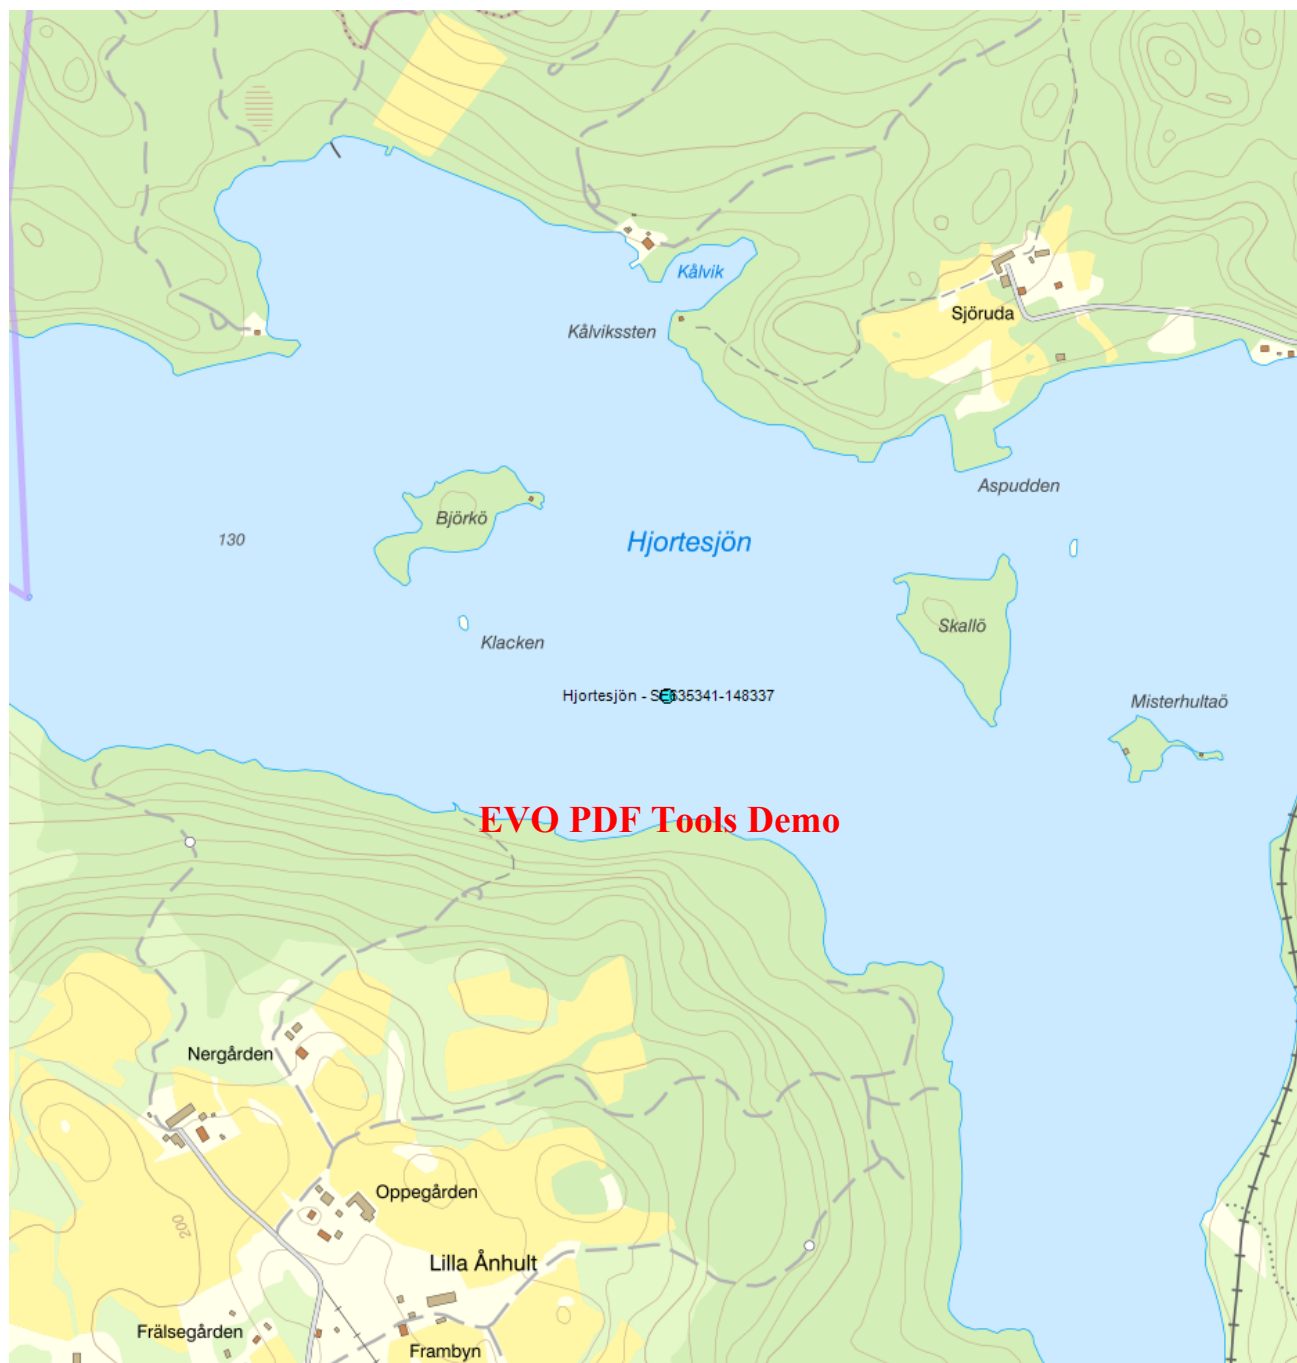 Kålvik
Sjöruda
Kålvikssten
Aspudden
Björkö
130
Hjortesjön
Skallö
Klacken
Hjortesjön - SE635341-148337
Misterhultaö
EVO PDF Tools Demo
Nergården
Oppegården
200
Lilla Ånhult
Frälsegården
Frambyn